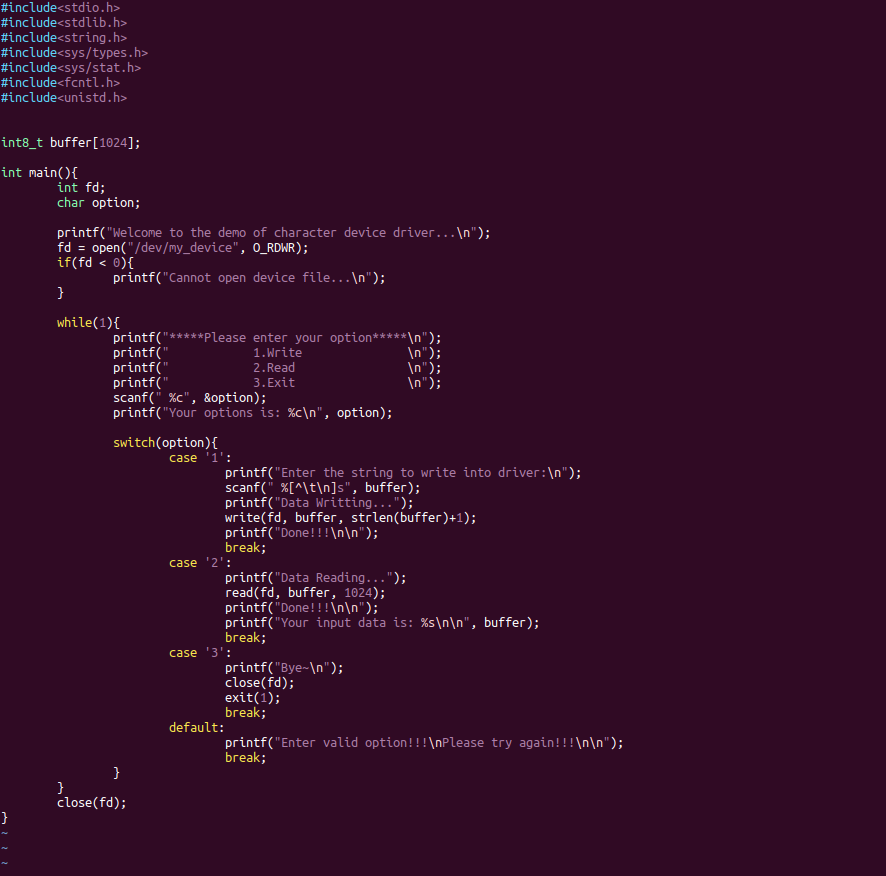 #include<stdio.h>
#include<stdlib.h>
#include<string.h>
#include<sys/types.h>
#include<sys/stat.h>
#include<fcntl.h>
#include<unistd.h>
int8_t buffer[1024];
int main(){
        int fd;
        char option;
        printf("Welcome to the demo of character device driver...\n");
        fd = open("/dev/my_device", O_RDWR);
        if(fd < 0){
                printf("Cannot open device file...\n");
        }
        while(1){
                printf("*****Please enter your option*****\n");
                printf("            1.Write               \n");
                printf("            2.Read                \n");
                printf("            3.Exit                \n");
                scanf(" %c", &option);
                printf("Your options is: %c\n", option);
                switch(option){
                        case '1':
                                printf("Enter the string to write into driver:\n");
                                scanf(" %[^\t\n]s", buffer);
                                printf("Data Writting...");
                                write(fd, buffer, strlen(buffer)+1);
                                printf("Done!!!\n\n");
                                break;
                        case '2':
                                printf("Data Reading...");
                                read(fd, buffer, 1024);
                                printf("Done!!!\n\n");
                                printf("Your input data is: %s\n\n", buffer);
                                break;
                        case '3':
                                printf("Bye~\n");
                                close(fd);
                                exit(1);
                                break;
                        default:
                                printf("Enter valid option!!!\nPlease try again!!!\n\n");
                                break;
                }
        }
        close(fd);
}
~
~
~